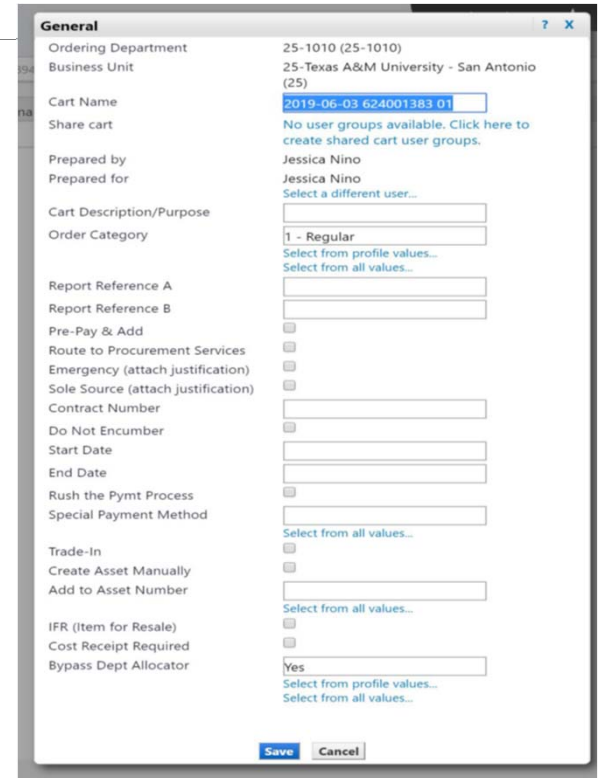 General ? X
Ordering Department 25-1010 (25-1010)
Business Unit 25-Texas A&M University - San Antonio
(25)
Cart Name 2019-06-03 624001383 01
Share cart No user groups available. Click here to
create shared cart user groups.
Prepared by Jessica Nino
Prepared for Jessica Nino
Select a different user...
Cart Description/Purpose
Order Category 1 - Regular
Select from profile values...
Select from all values...
Report Reference A
Report Reference B
Pre-Pay & Add
Route to Procurement Services
Emergency (attach justification)
Sole Source (attach justification)
Contract Number
Do Not Encumber
Start Date
End Date
Rush the Pymt Process
Special Payment Method
Select from all values...
Trade-In
Create Asset Manually
Add to Asset Number
Select from all values...
IFR (Item for Resale)
Cost Receipt Required
Bypass Dept Allocator Yes
Select from profile values...
Select from all values...
Save Cancel